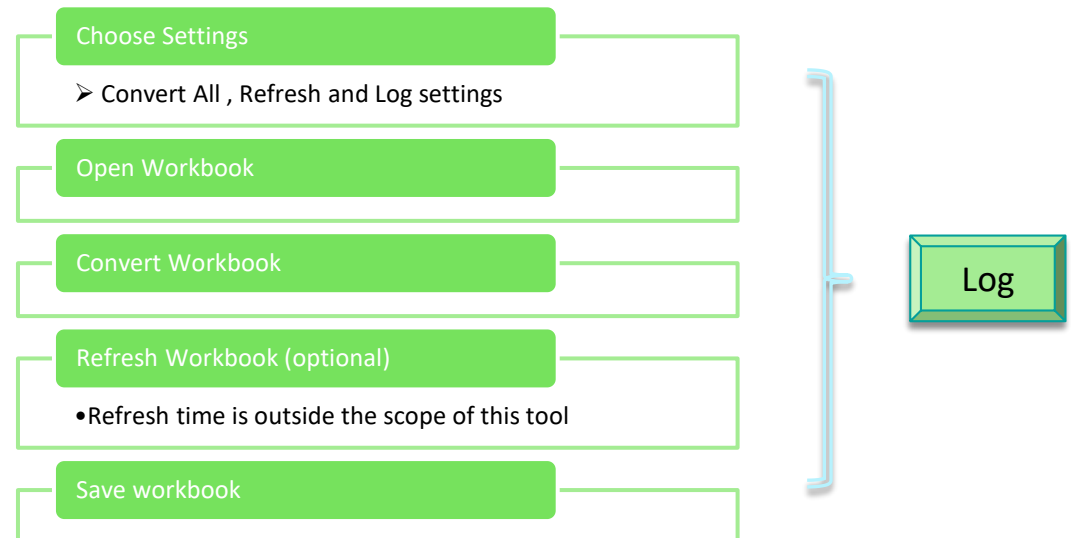 Choose Settings
➢ Convert All , Refresh and Log settings
Open Workbook
Convert Workbook
Refresh Workbook (optional)
•Refresh time is outside the scope of this tool
Save workbook
Log